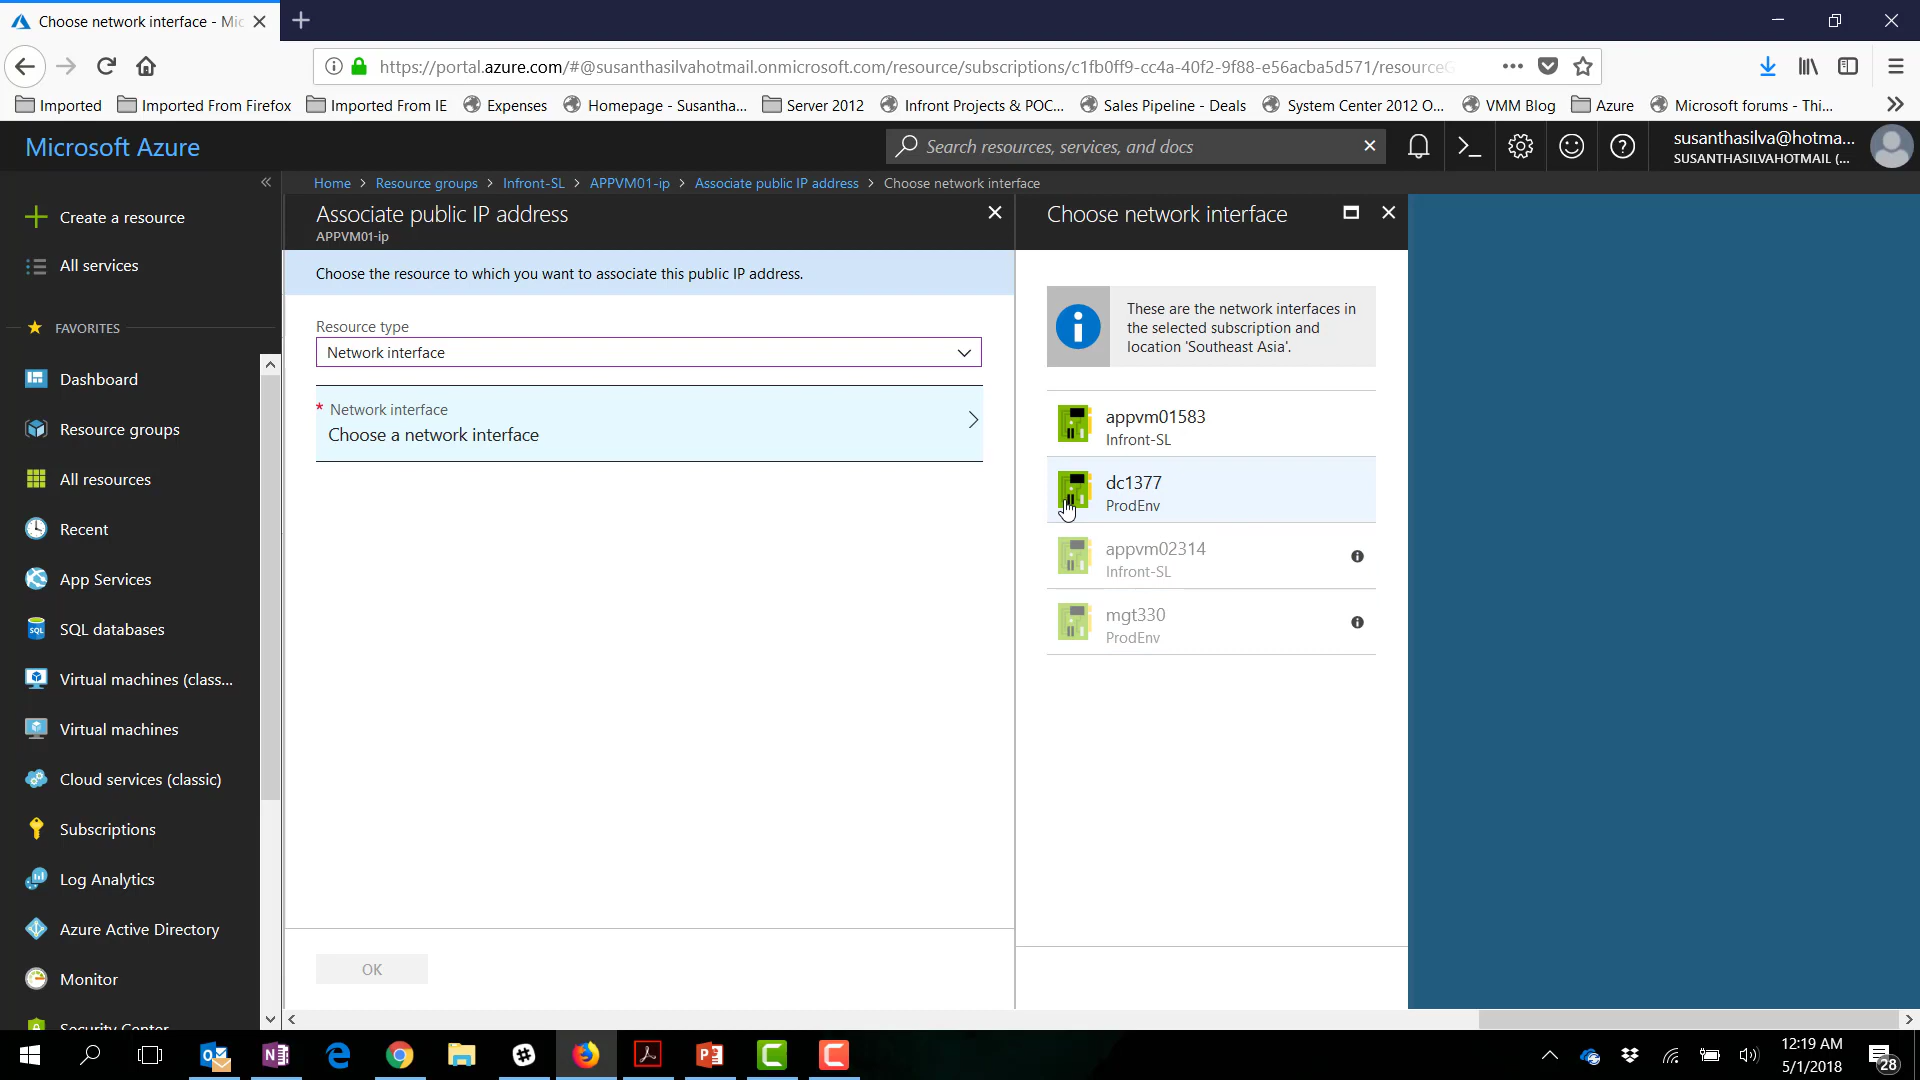 Choose network interface - Mic
https://portal.azure.com/#@susanthasilvahotmail.onmicrosoft.com/resource/subscriptions/c1fb0ff9-cc4a-40f2-9f88-e56acba5d571/resourceG
Imported
Imported From Firefox
Imported From IE
Expenses
Homepage - Susantha...
Server 2012
Infront Projects & POC...
Sales Pipeline - Deals
System Center 2012 O...
VMM Blog
Azure
Microsoft forums - Thi...
Microsoft Azure
Search resources, services, and docs
susanthasilva@hotma...
SUSANTHASILVAHOTMAIL (...
Home > Resource groups > Infront-SL > APPVM01-ip > Associate public IP address > Choose network interface
Create a resource
All services
FAVORITES
Dashboard
Resource groups
All resources
Recent
App Services
SQL databases
Virtual machines (class...
Virtual machines
Cloud services (classic)
Subscriptions
Log Analytics
Azure Active Directory
Monitor
Security Center
Associate public IP address
APPVM01-ip
Choose the resource to which you want to associate this public IP address.
Resource type
Network interface
* Network interface
Choose a network interface
OK
Choose network interface
These are the network interfaces in
the selected subscription and
location 'Southeast Asia'.
appvm01583
Infront-SL
dc1377
ProdEnv
appvm02314
Infront-SL
mgt330
ProdEnv
12:19 AM
5/1/2018
28